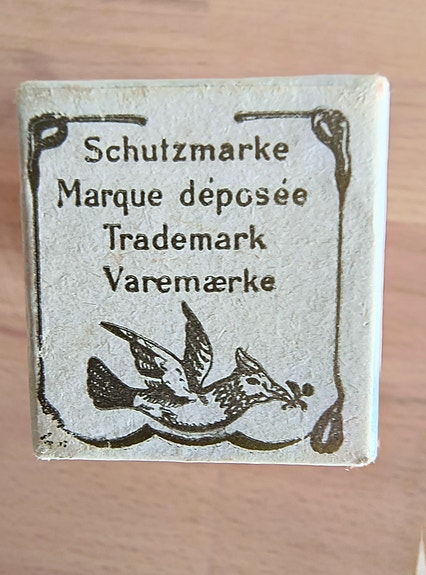 Schutzmarke
Marque déposée
Trademark
Varemærke